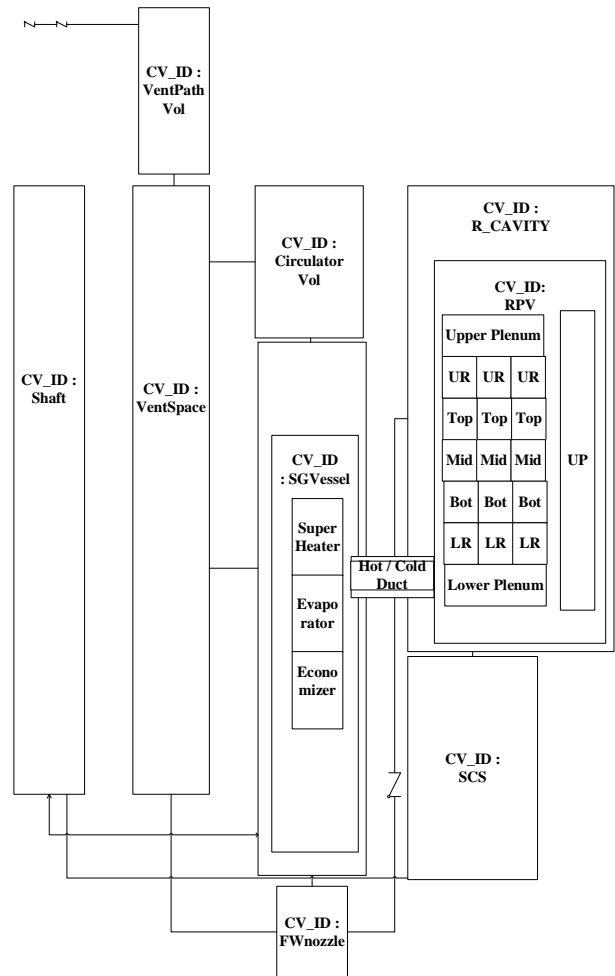 CV_ID :
VentPath
Vol
CV_ID :
Shaft
CV_ID :
VentSpace
CV_ID :
Circulator
Vol
CV_ID :
R_CAVITY
CV_ID:
RPV
Upper Plenum
UR UR UR
Top Top Top
Mid Mid Mid
Bot Bot Bot
LR LR LR
Lower Plenum
UP
CV_ID
: SGVessel
Super
Heater
Evapo
rator
Econo
mizer
Hot / Cold
Duct
CV_ID :
SCS
CV_ID :
FWnozzle